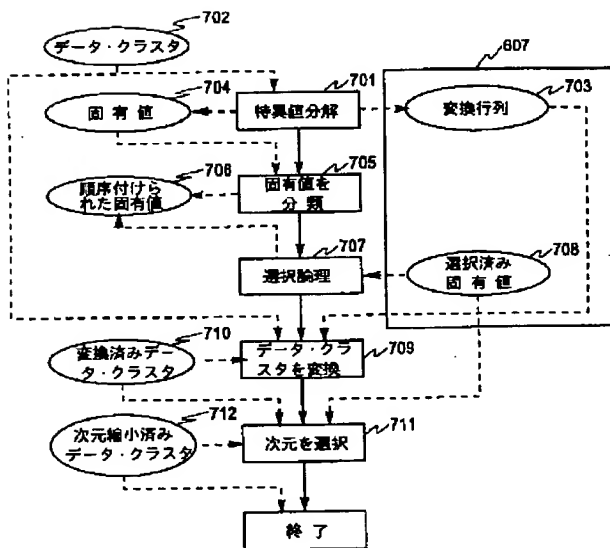 702
データ・クラスタ
607
704
701
703
固有値
特異値分解
変換行列
706
705
順序付けら
れた固有値
固有値を
分類
707
708
選択論理
選択済み
固有値
710
709
変換済みデー
タ・クラスタ
データ・クラ
スタを変換
712
711
次元縮小済み
データ・クラスタ
次元を選択
終了